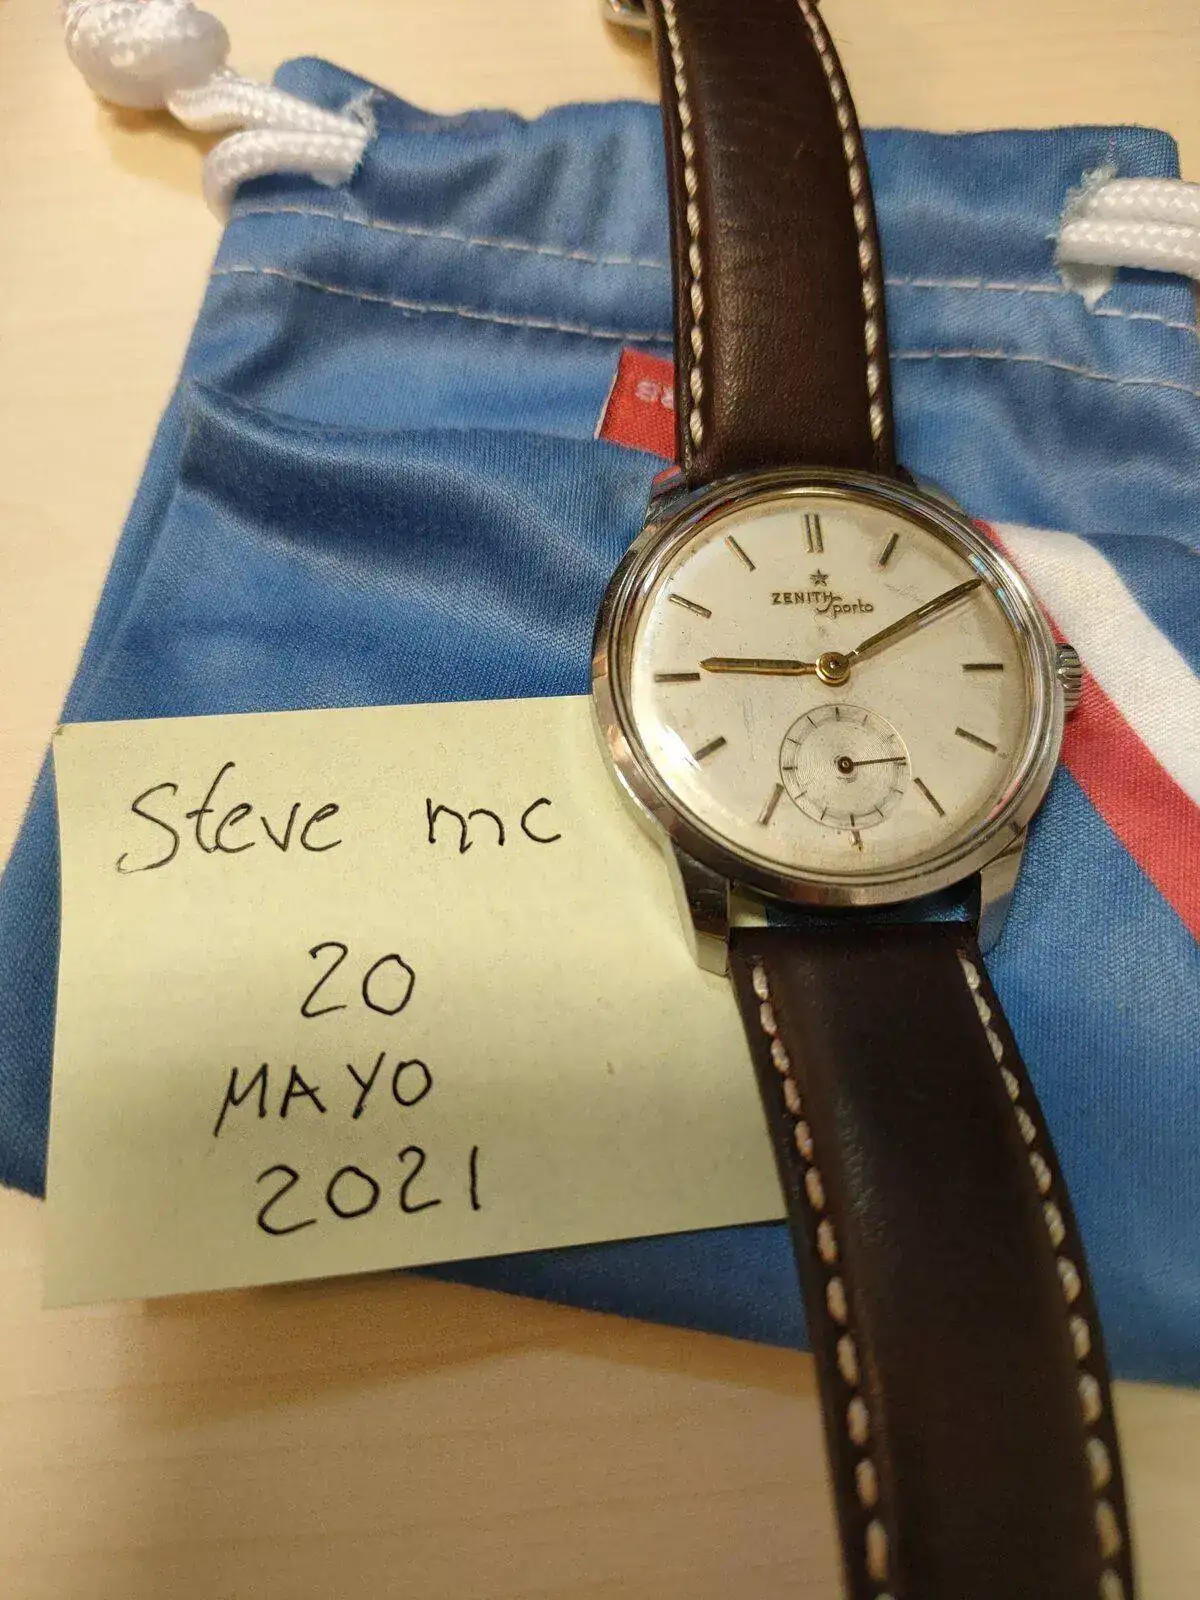 ZENITH
Sporto
Steve mc
20
MAYO
2021